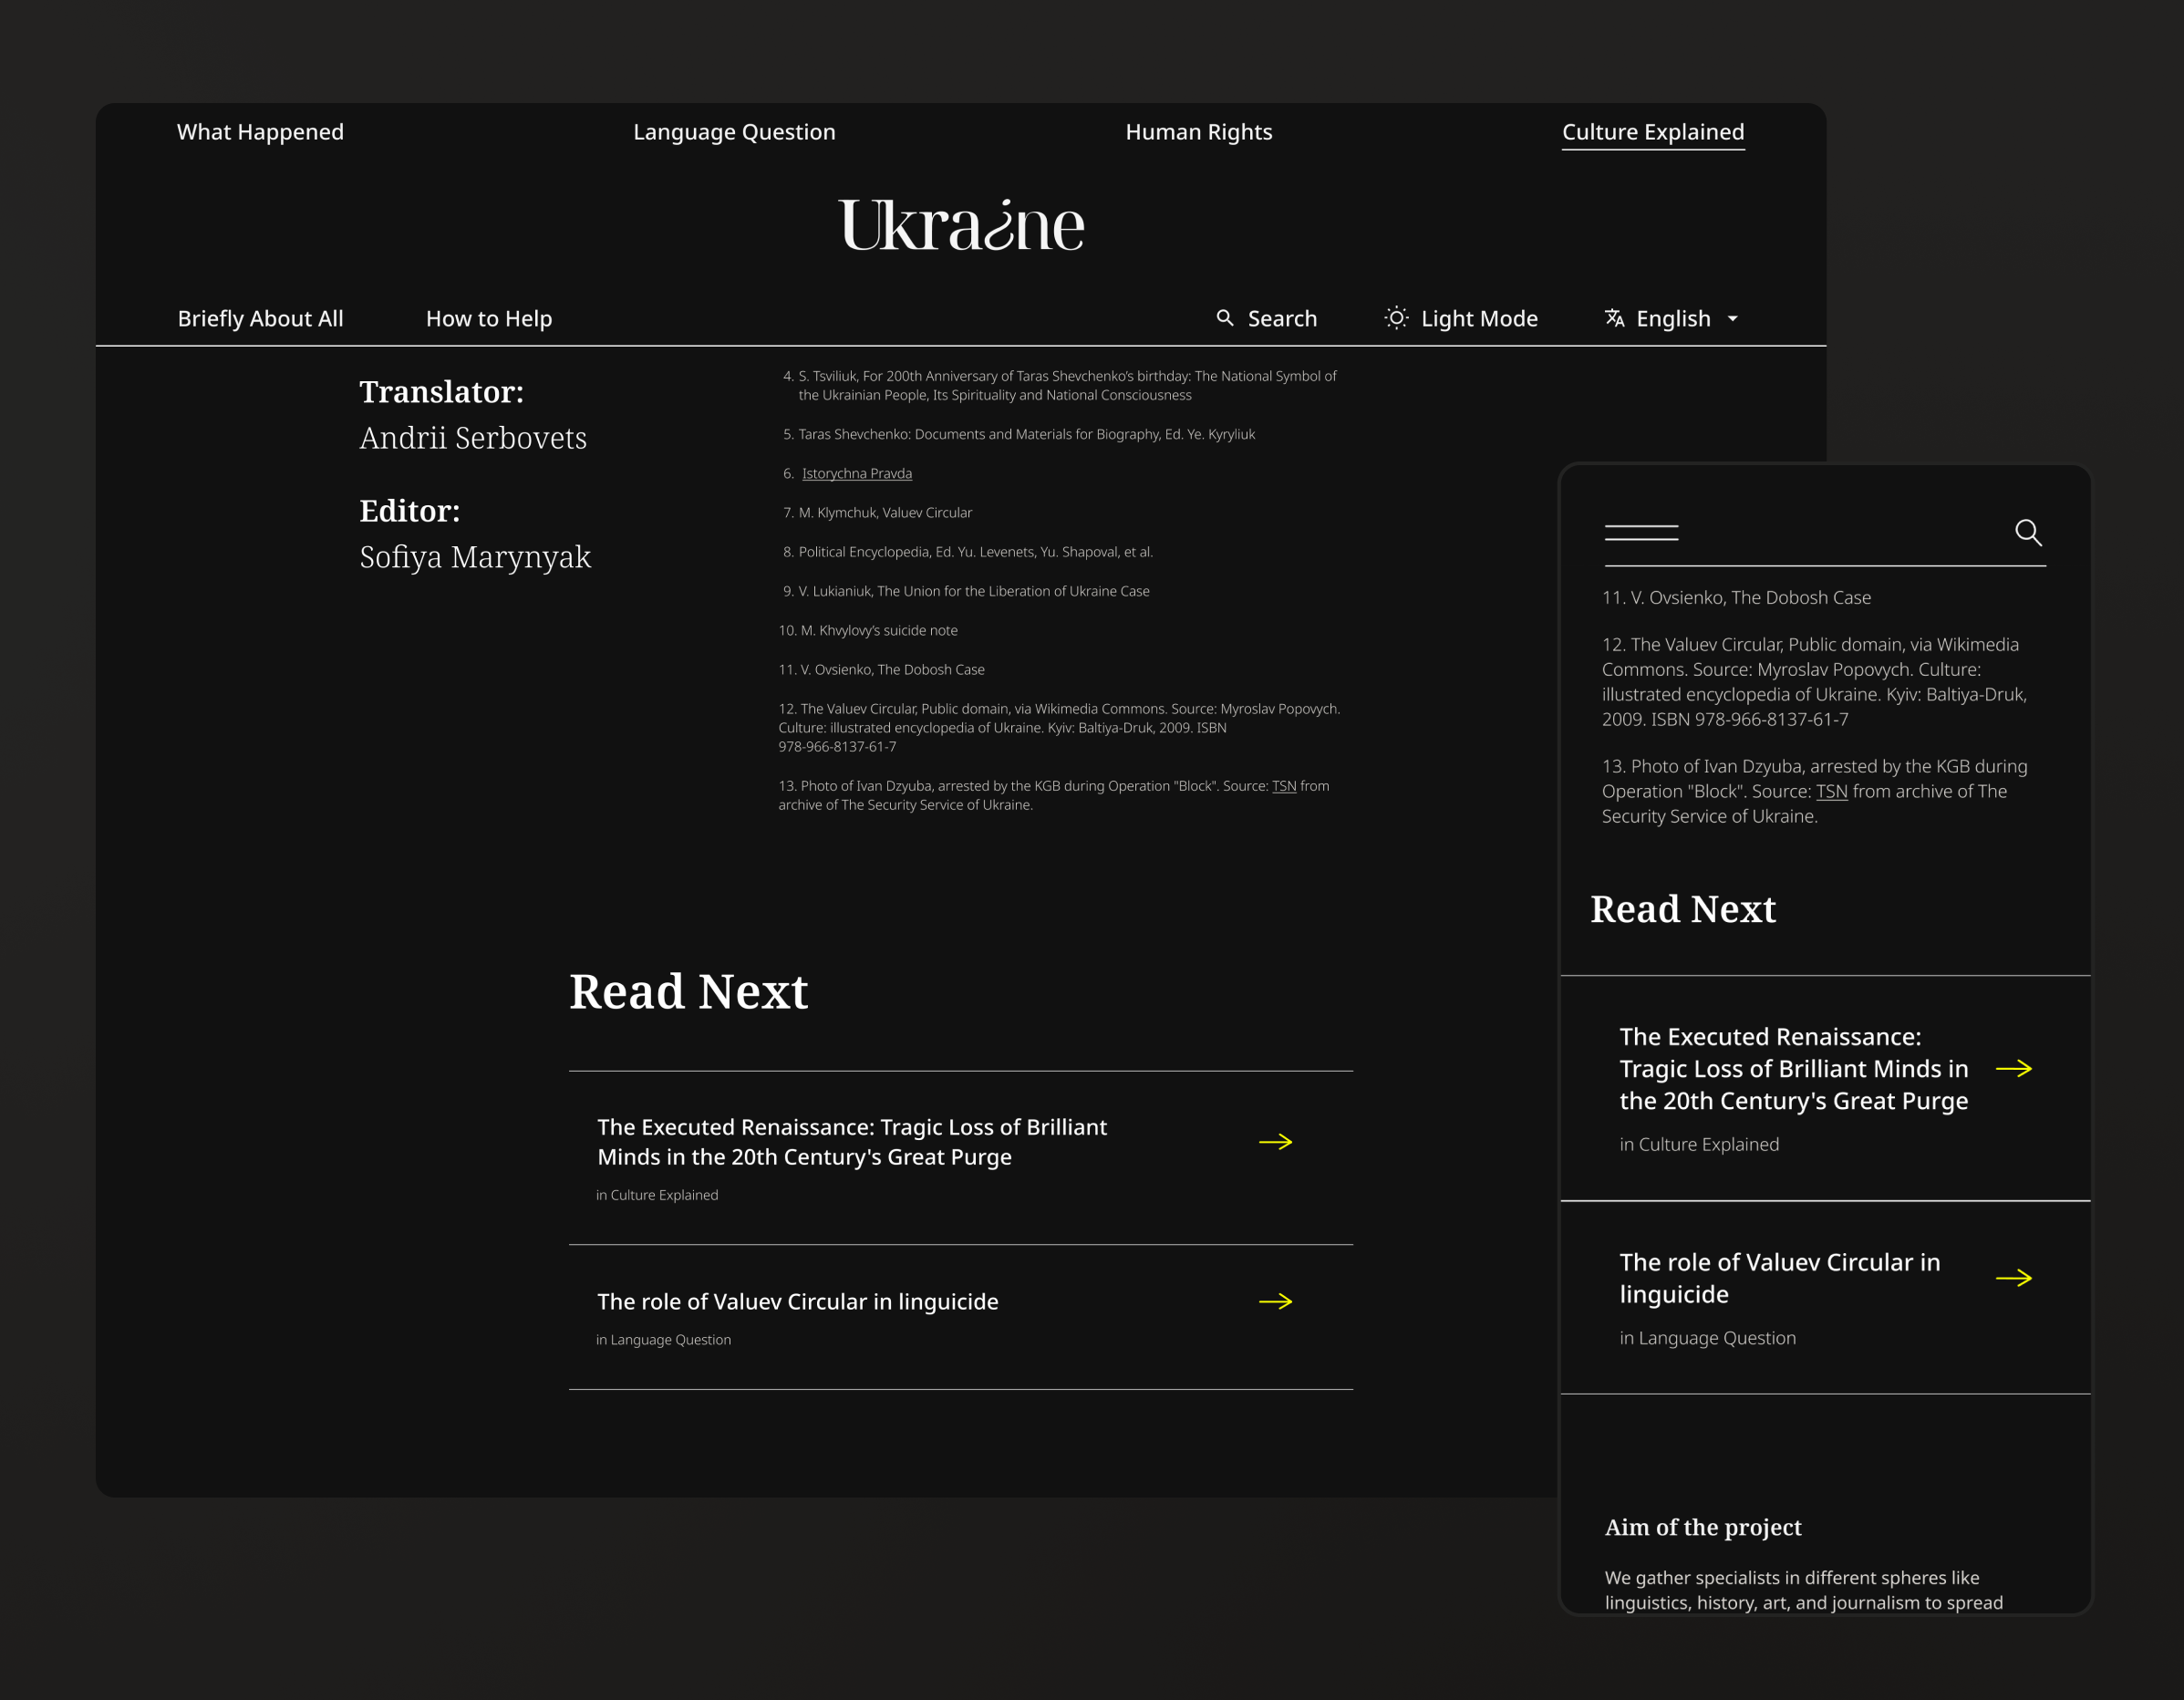 What Happened
Language Question
Human Rights
Culture Explained
Ukra¿ne
Briefly About All
How to Help
Search
Light Mode
English
Translator:
Andrii Serbovets
Editor:
Sofiya Marynyak
4. S. Tsviliuk, For 200th Anniversary of Taras Shevchenko’s birthday: The National Symbol of
the Ukrainian People, Its Spirituality and National Consciousness
5. Taras Shevchenko: Documents and Materials for Biography, Ed. Ye. Kyryliuk
6. Istorychna Pravda
7. M. Klymchuk, Valuev Circular
8. Political Encyclopedia, Ed. Yu. Levenets, Yu. Shapoval, et al.
9. V. Lukianiuk, The Union for the Liberation of Ukraine Case
10. M. Khvylovy’s suicide note
11. V. Ovsienko, The Dobosh Case
12. The Valuev Circular, Public domain, via Wikimedia Commons. Source: Myroslav Popovych.
Culture: illustrated encyclopedia of Ukraine. Kyiv: Baltiya-Druk, 2009. ISBN
978-966-8137-61-7
13. Photo of Ivan Dzyuba, arrested by the KGB during Operation "Block". Source: TSN from
archive of The Security Service of Ukraine.
Read Next
The Executed Renaissance: Tragic Loss of Brilliant
Minds in the 20th Century's Great Purge
in Culture Explained
The role of Valuev Circular in linguicide
in Language Question
11. V. Ovsienko, The Dobosh Case
12. The Valuev Circular, Public domain, via Wikimedia
Commons. Source: Myroslav Popovych. Culture:
illustrated encyclopedia of Ukraine. Kyiv: Baltiya-Druk,
2009. ISBN 978-966-8137-61-7
13. Photo of Ivan Dzyuba, arrested by the KGB during
Operation "Block". Source: TSN from archive of The
Security Service of Ukraine.
Read Next
The Executed Renaissance:
Tragic Loss of Brilliant Minds in
the 20th Century's Great Purge
in Culture Explained
The role of Valuev Circular in
linguicide
in Language Question
Aim of the project
We gather specialists in different spheres like
linguistics, history, art, and journalism to spread